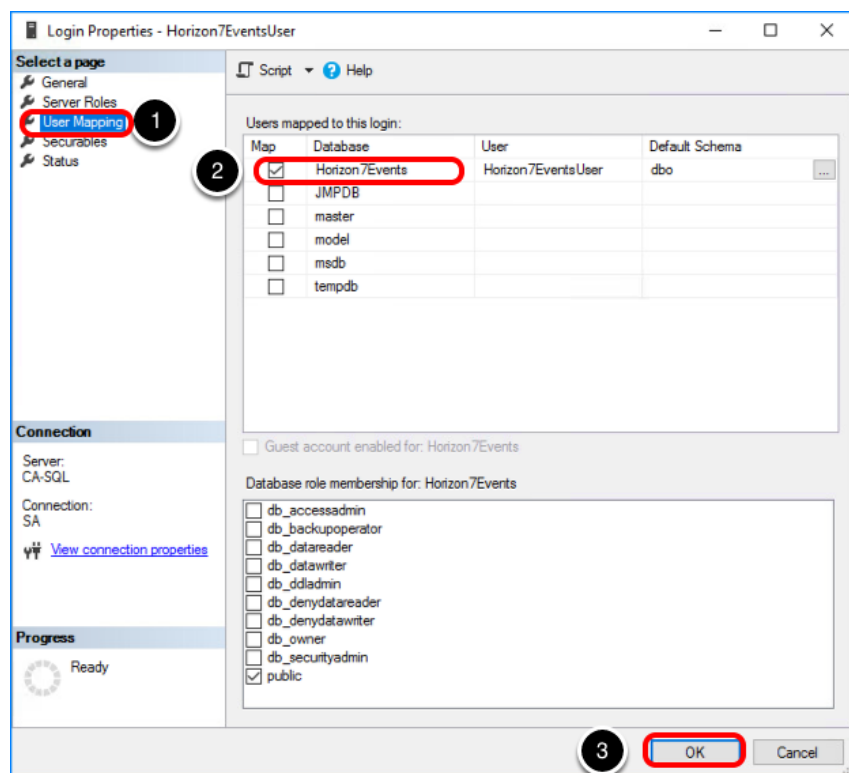 Login Properties - Horizon7EventsUser
Select a page
General
Server Roles
User Mapping
Securables
Status
1
Script Help
Users mapped to this login:
Map Database User Default Schema
2
Horizon7Events Horizon7EventsUser dbo ...
JMPDB
master
model
msdb
tempdb
Guest account enabled for: Horizon7Events
Database role membership for: Horizon7Events
db_accessadmin
db_backupoperator
db_datareader
db_datawriter
db_ddladmin
db_denydatareader
db_denydatawriter
db_owner
db_securityadmin
public
Connection
Server:
CA-SQL
Connection:
SA
View connection properties
Progress
Ready
3
OK Cancel